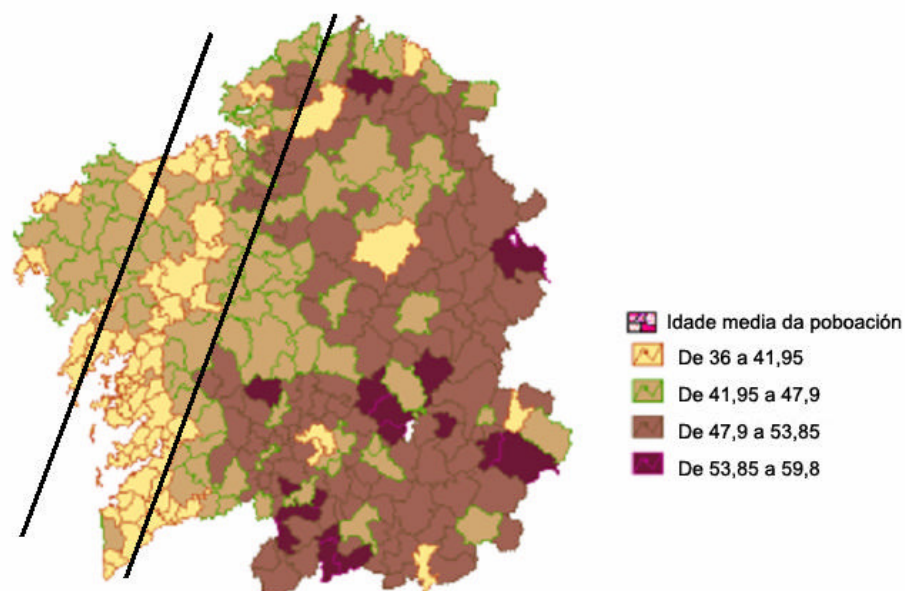 Idade media da poboación
De 36 a 41,95
De 41,95 a 47,9
De 47,9 a 53,85
De 53,85 a 59,8